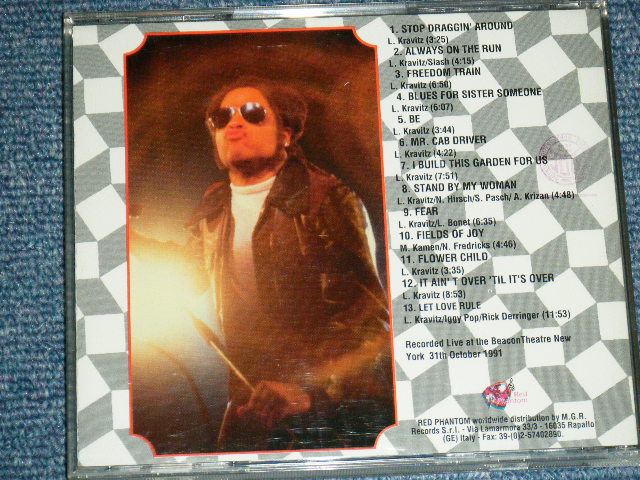 1. STOP DRAGGIN' AROUND
L. Kravitz (3:25)
2. ALWAYS ON THE RUN
L. Kravitz/Slash (4:15)
3. FREEDOM TRAIN
L. Kravitz (6:50)
4. BLUES FOR SISTER SOMEONE
L. Kravitz (6:07)
5. BE
L. Kravitz (3:44)
6. MR. CAB DRIVER
L. Kravitz (4:22)
7. I BUILD THIS GARDEN FOR US
L. Kravitz (7:51)
8. STAND BY MY WOMAN
L. Kravitz/N. Hirsch/S. Pasch/ A. Krizan (4:48)
9. FEAR
L. Kravitz/L. Bonet (6:35)
10. FIELDS OF JOY
M. Kamen/N. Fredricks (4:46)
11. FLOWER CHILD
L. Kravitz (3:35)
12. IT AIN' T OVER 'TIL IT'S OVER
L. Kravitz (8:53)
13. LET LOVE RULE
L. Kravitz/Iggy Pop/Rick Derringer (11:53)
Recorded Live at the BeaconTheatre New
York 31th October 1991
Red
Phantom
RED PHANTOM worldwide distribution by M.G.R.
Records S.r.l. - Via Lamarmora 33/3 - 16035 Rapallo
(GE) Italy - Fax: 39-(0)2-57402890.